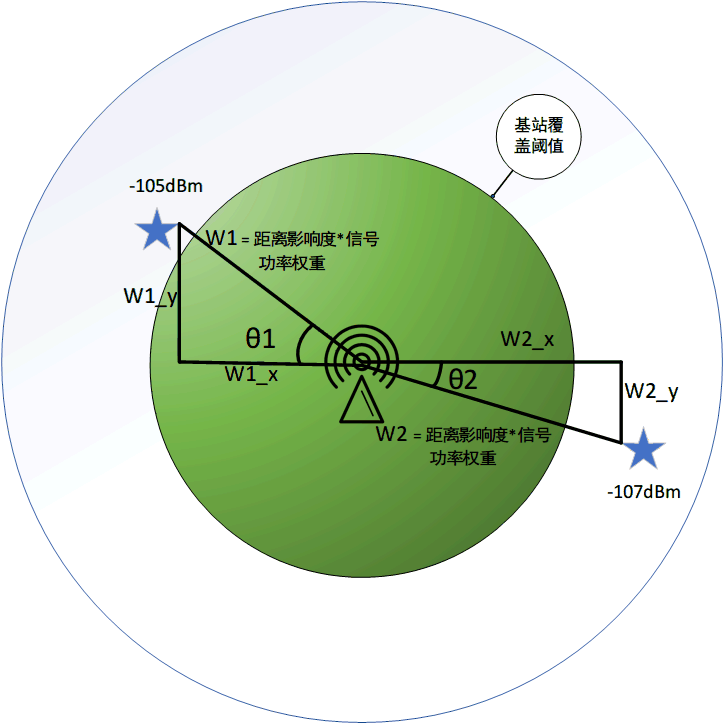 基站覆
盖阈值
-105dBm
W1 = 距离影响度*信号
功率权重
W1_y
θ1
W2_x
W1_x
θ2
W2_y
W2 = 距离影响度*信号
功率权重
-107dBm